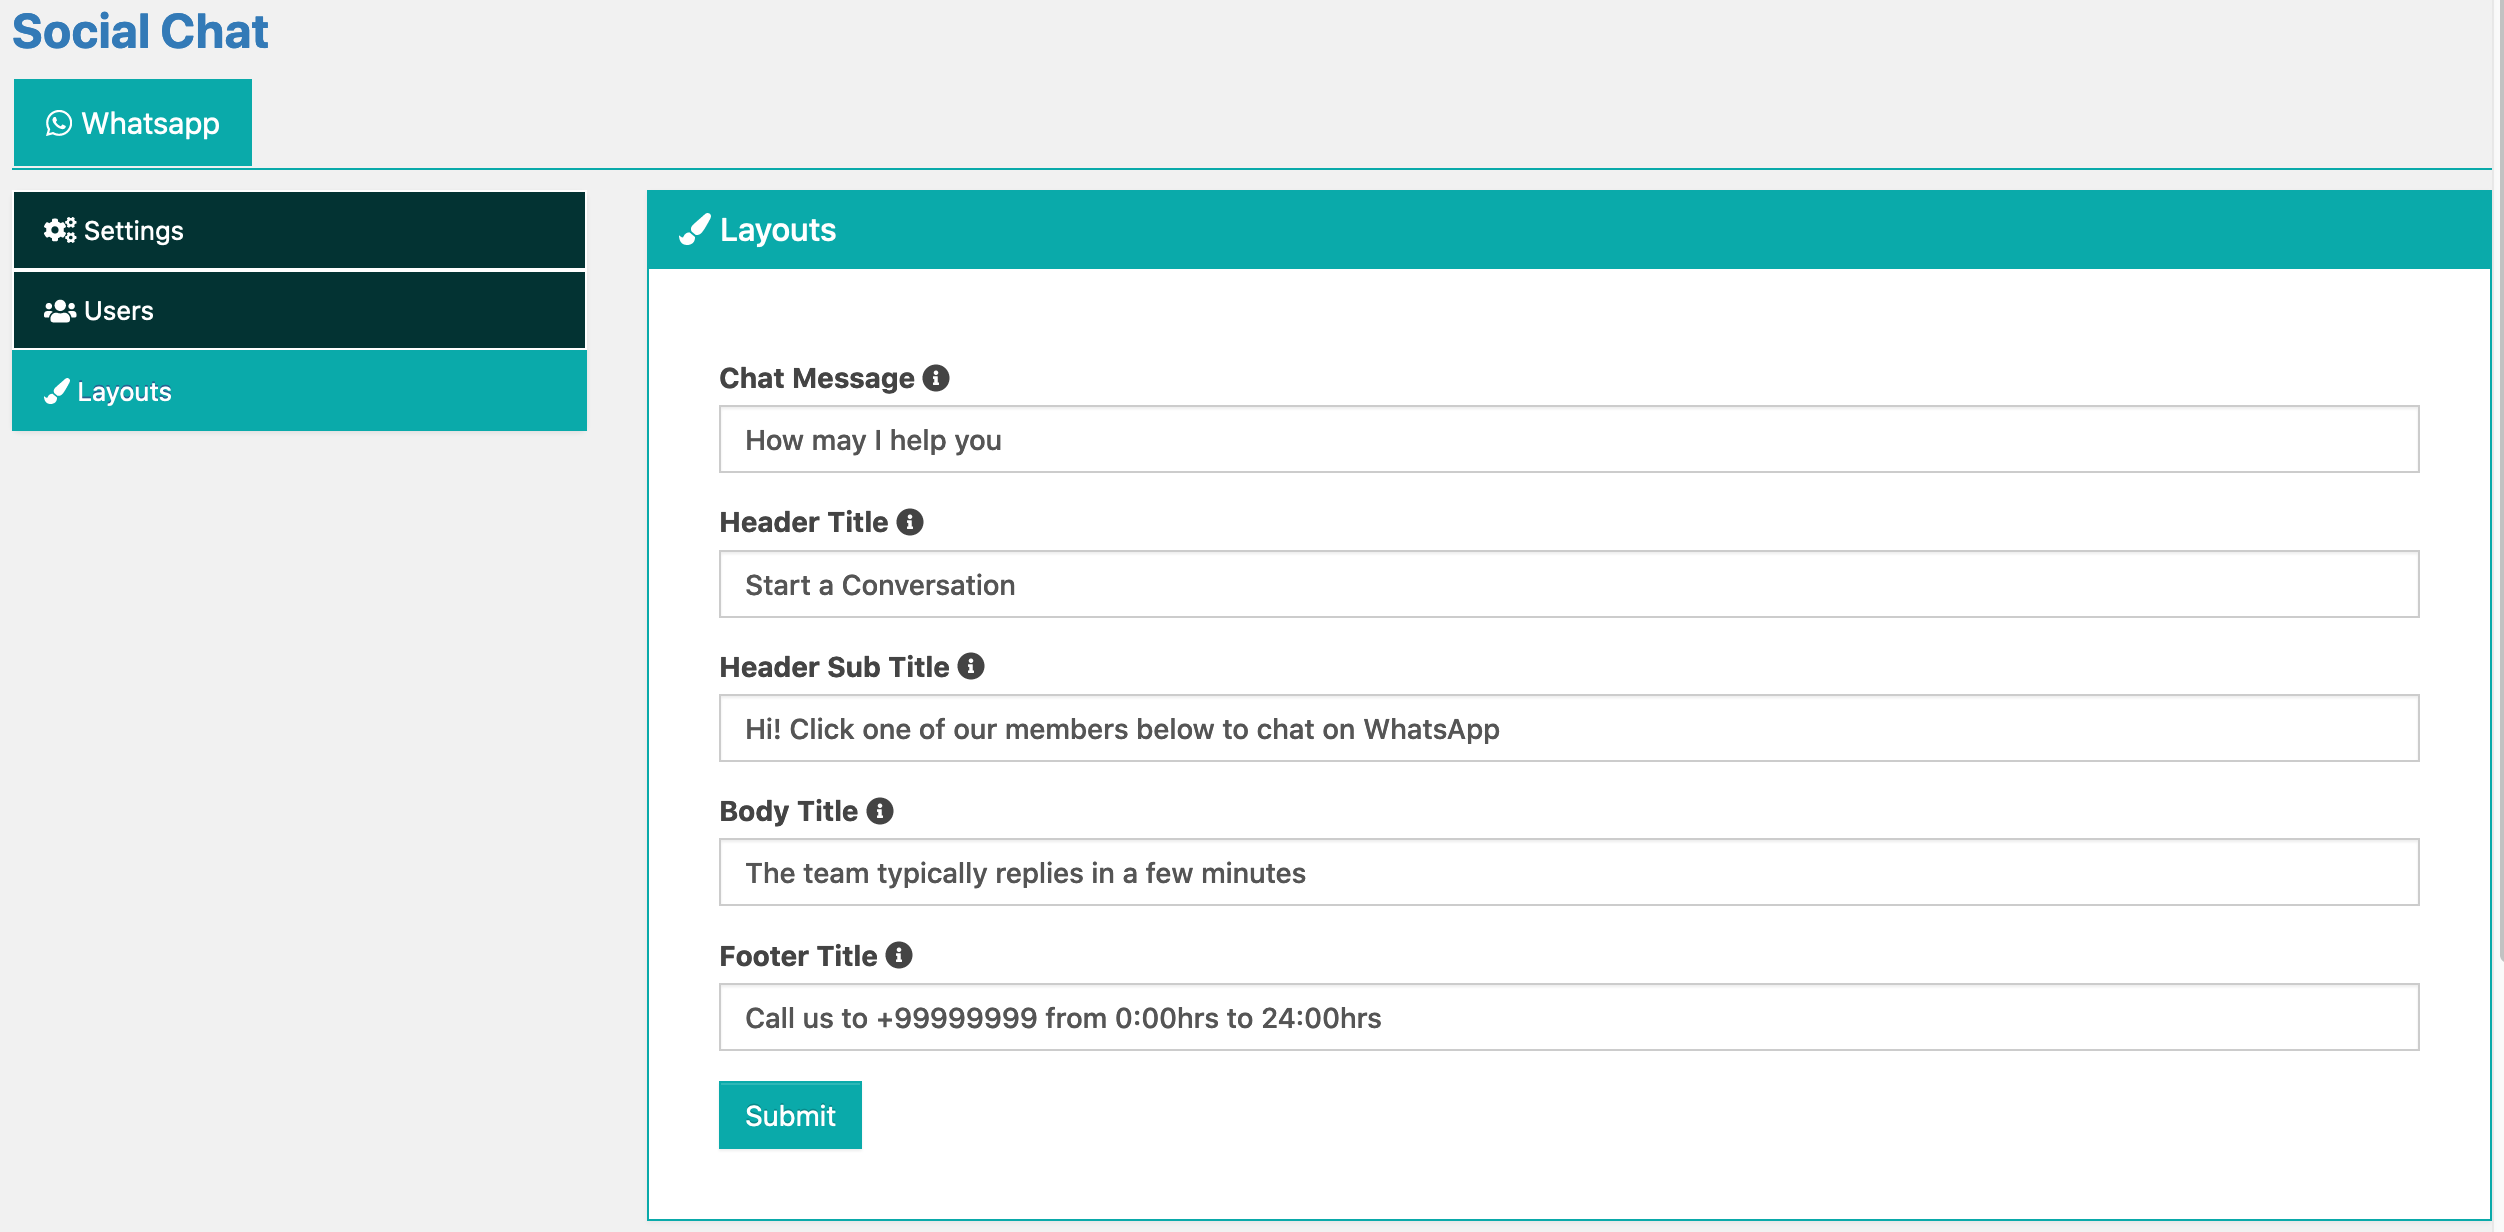 Social Chat
Whatsapp
Settings
Users
Layouts
Layouts
Chat Message
How may I help you
Header Title
Start a Conversation
Header Sub Title
Hi! Click one of our members below to chat on WhatsApp
Body Title
The team typically replies in a few minutes
Footer Title
Call us to +99999999 from 0:00hrs to 24:00hrs
Submit